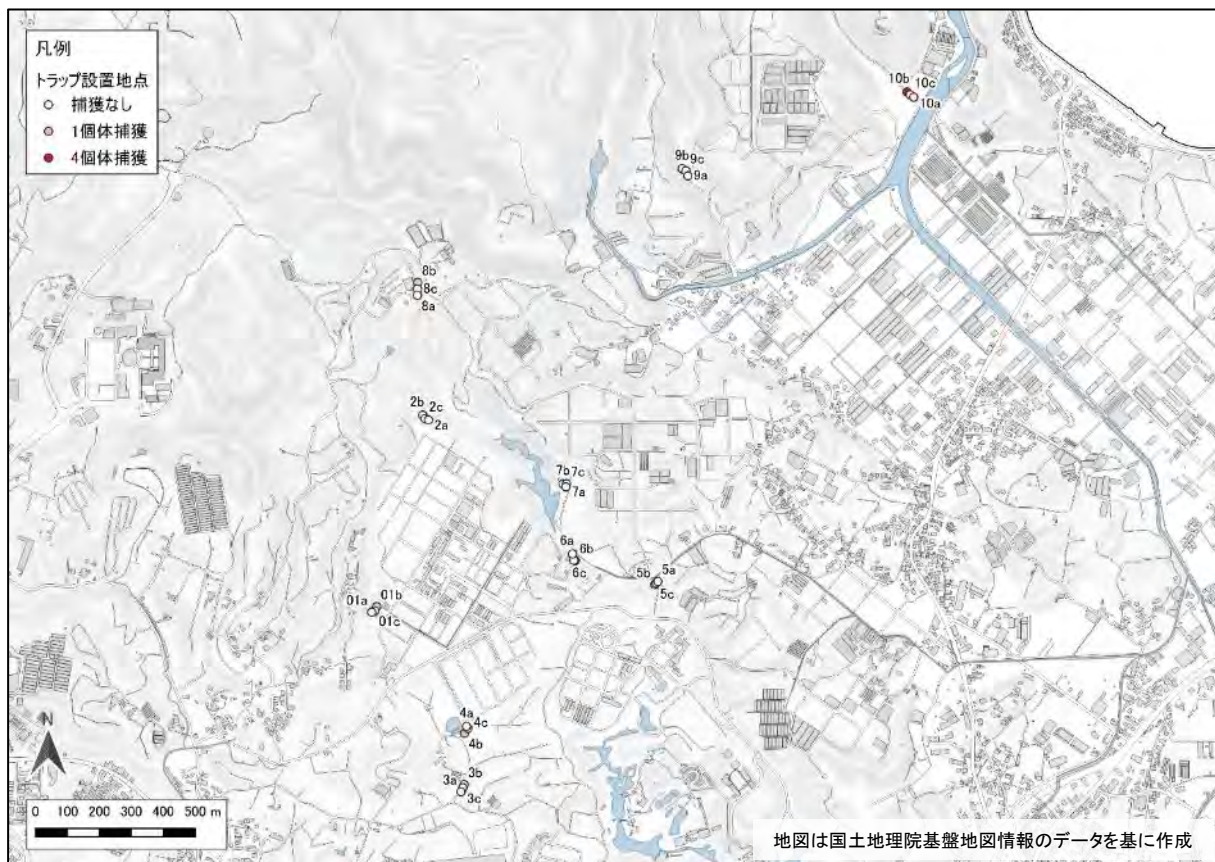 凡例
トラップ設置地点
捕獲なし
1個体捕獲
4個体捕獲
10b 10c
10a
9b 9c
9a
8b
8c
8a
2b 2c
2a
7b 7c
7a
6a 6b
6c
5b 5a
5c
01a 01b
01c
4a 4c
4b
3a 3b
3c
N
0 100 200 300 400 500 m
地図は国土地理院基盤地図情報のデータを基に作成